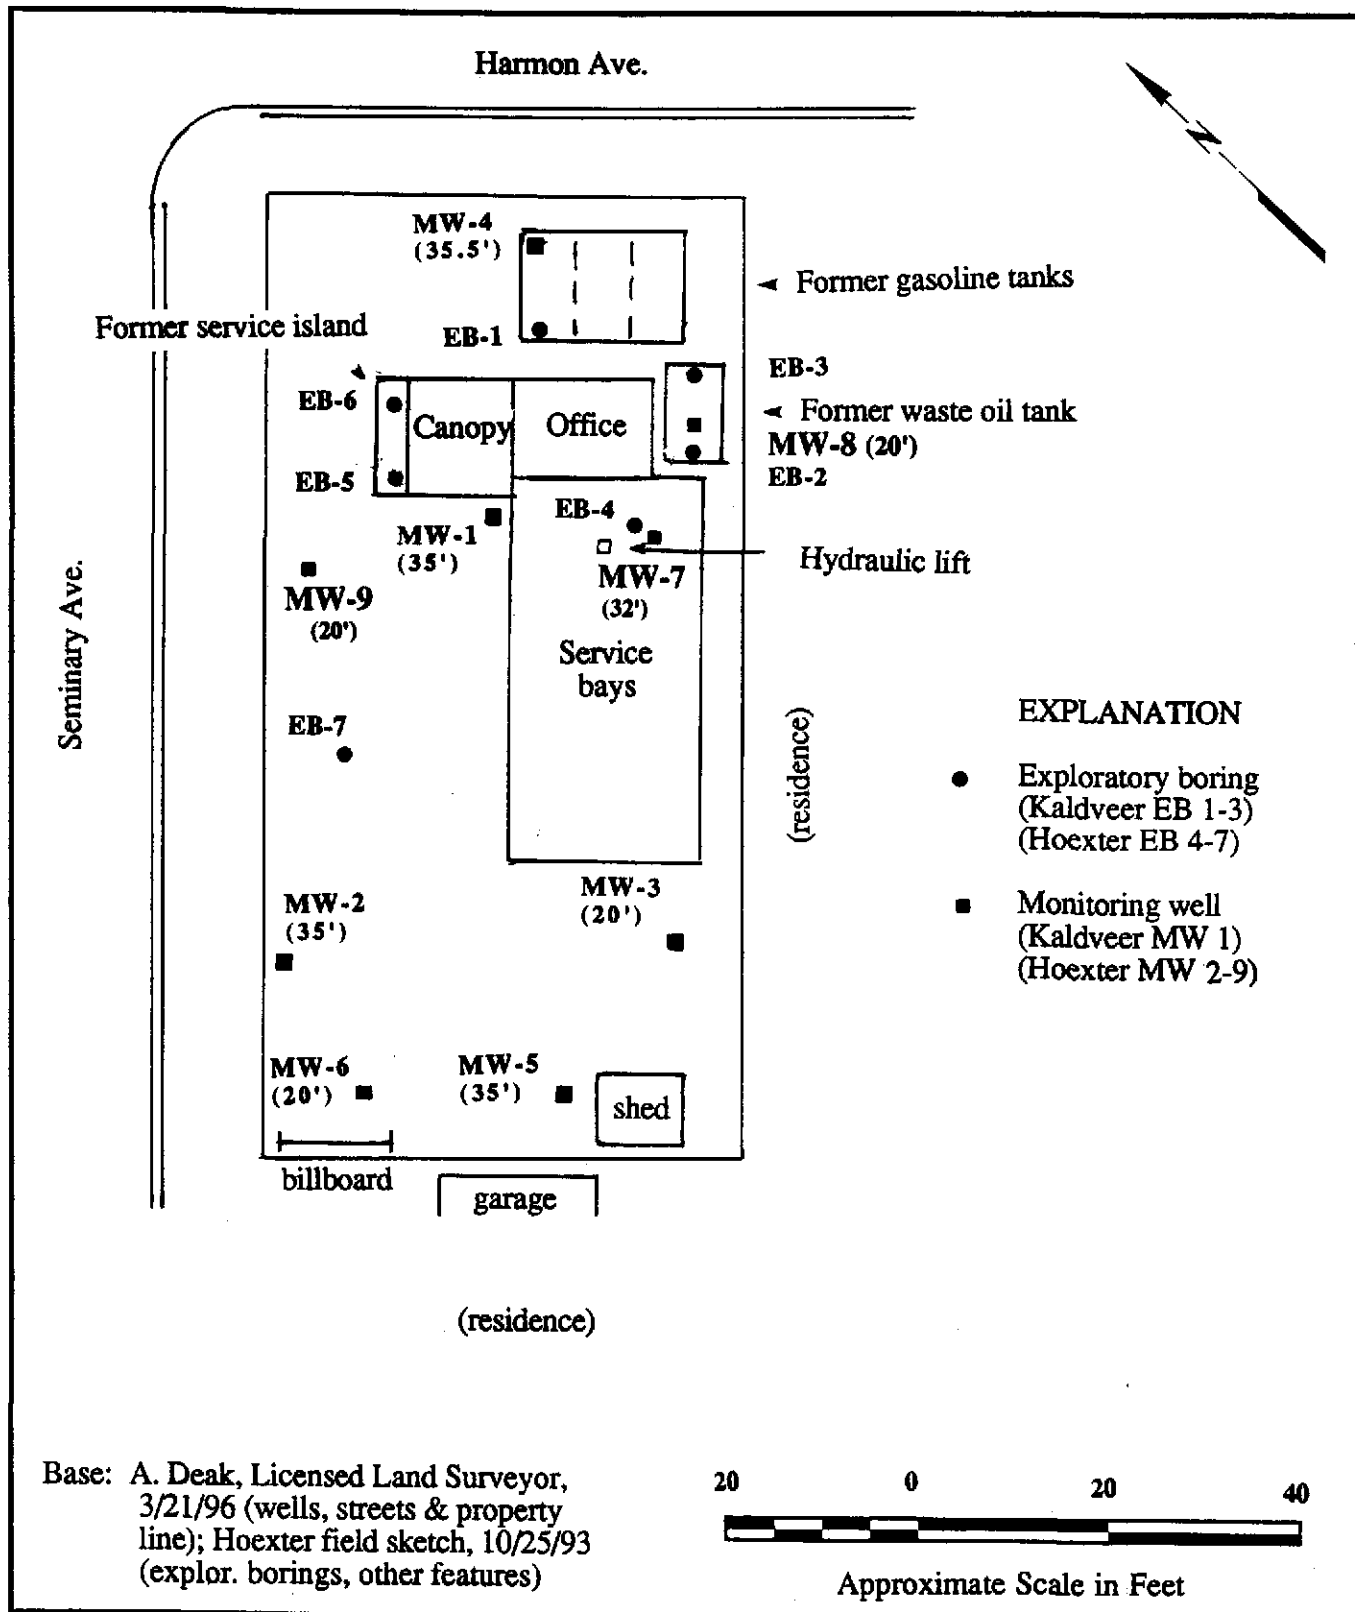 Harmon Ave.
N
MW-4
(35.5')
Former gasoline tanks
Former service island
EB-1
EB-3
EB-6
Canopy
Office
Former waste oil tank
MW-8 (20')
EB-2
EB-5
EB-4
MW-1
(35')
Hydraulic lift
MW-7
(32')
MW-9
(20')
Seminary Ave.
Service
bays
EB-7
(residence)
EXPLANATION
Exploratory boring
(Kaldveer EB 1-3)
(Hoexter EB 4-7)
MW-3
(20')
MW-2
(35')
Monitoring well
(Kaldveer MW 1)
(Hoexter MW 2-9)
MW-6
(20')
MW-5
(35')
shed
billboard
garage
(residence)
Base: A. Deak, Licensed Land Surveyor,
3/21/96 (wells, streets & property
line); Hoexter field sketch, 10/25/93
(explor. borings, other features)
20 0 20 40
Approximate Scale in Feet